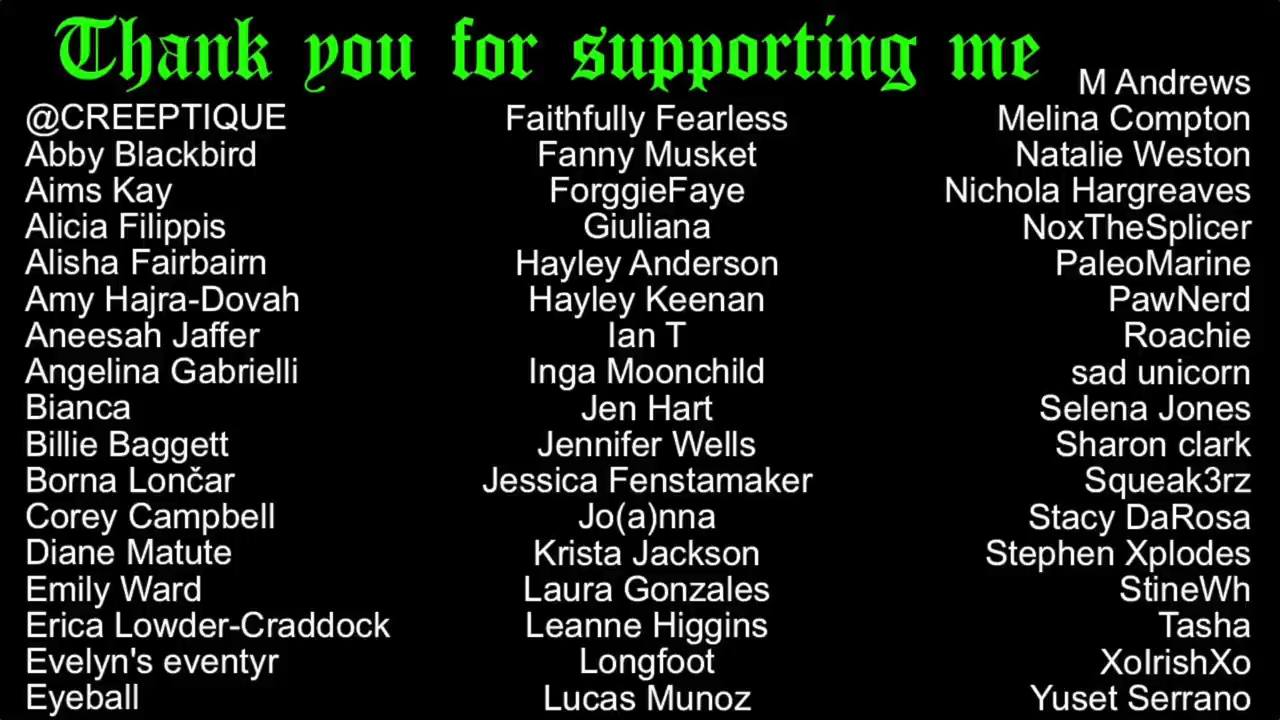 Thank you for supporting me
@CREEPTIQUE
Abby Blackbird
Aims Kay
Alicia Filippis
Alisha Fairbairn
Amy Hajra-Dovah
Aneesah Jaffer
Angelina Gabrielli
Bianca
Billie Baggett
Borna Lončar
Corey Campbell
Diane Matute
Emily Ward
Erica Lowder-Craddock
Evelyn's eventyr
Eyeball
Faithfully Fearless
Fanny Musket
ForggieFaye
Giuliana
Hayley Anderson
Hayley Keenan
Ian T
Inga Moonchild
Jen Hart
Jennifer Wells
Jessica Fenstamaker
Jo(a)nna
Krista Jackson
Laura Gonzales
Leanne Higgins
Longfoot
Lucas Munoz
M Andrews
Melina Compton
Natalie Weston
Nichola Hargreaves
NoxTheSplicer
PaleoMarine
PawNerd
Roachie
sad unicorn
Selena Jones
Sharon clark
Squeak3rz
Stacy DaRosa
Stephen Xplodes
StineWh
Tasha
XoIrishXo
Yuset Serrano